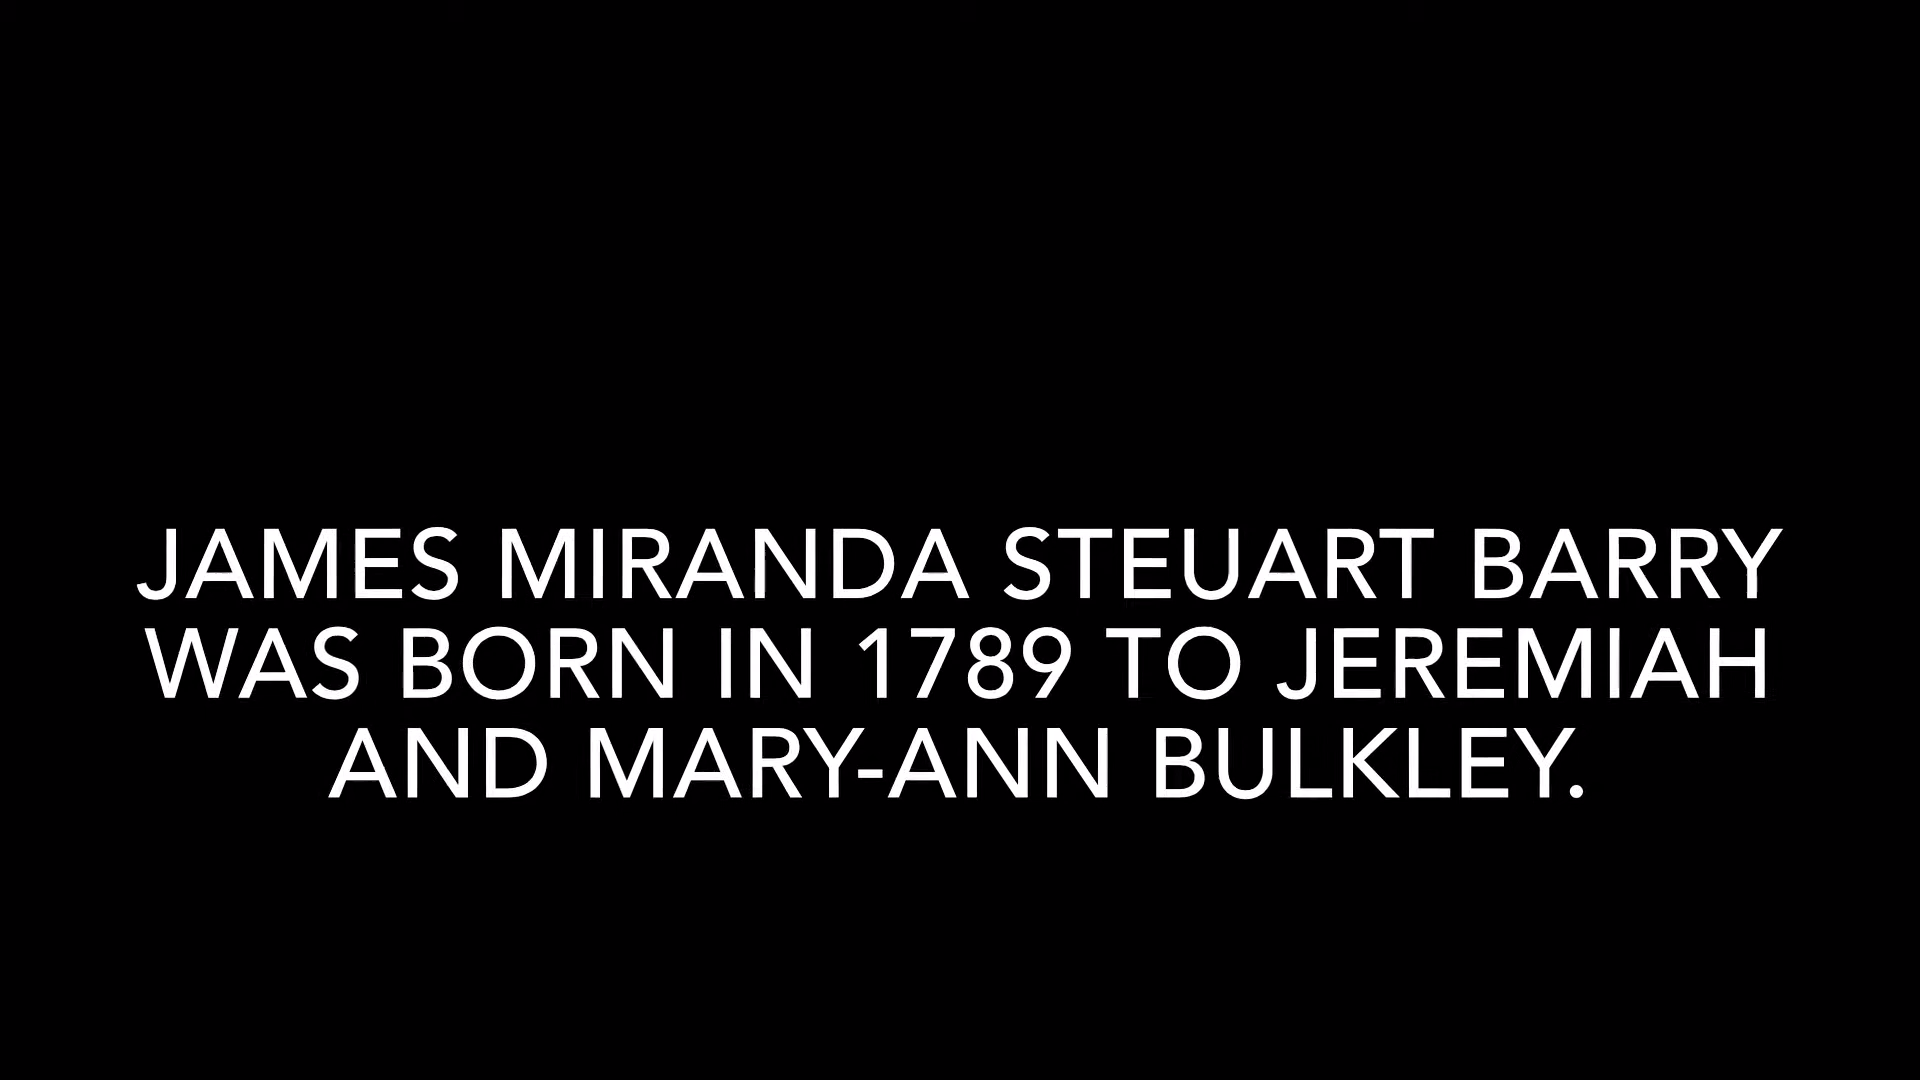 JAMES MIRANDA STEUART BARRY
WAS BORN IN 1789 TO JEREMIAH
AND MARY-ANN BULKLEY.